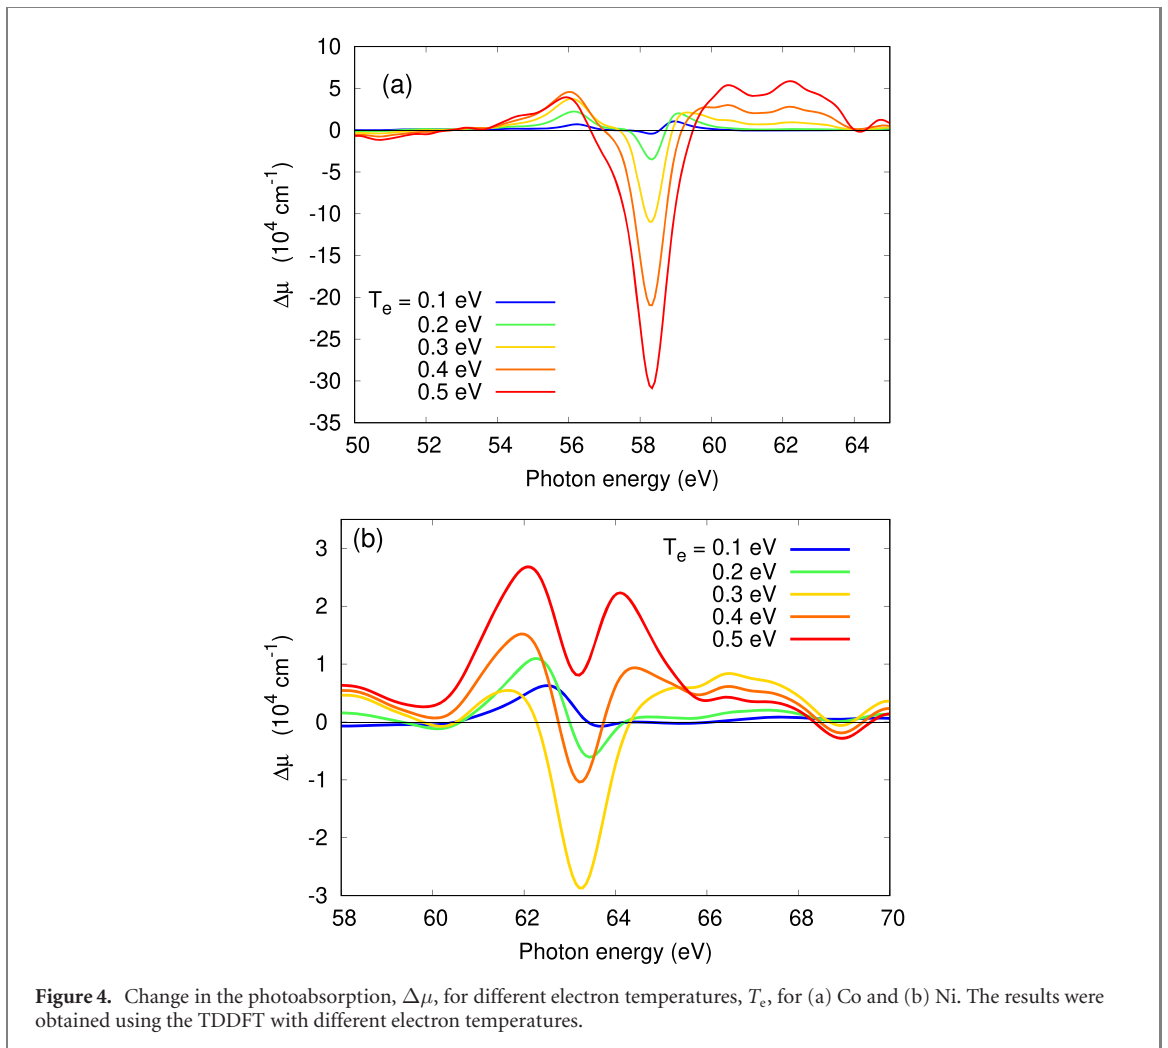 (a)
10
5
0
-5
-10
-15
-20
-25
-30
-35
Δμ (10⁴ cm⁻¹)
Tₑ = 0.1 eV
0.2 eV
0.3 eV
0.4 eV
0.5 eV
50 52 54 56 58 60 62 64
Photon energy (eV)
(b)
3
2
1
0
-1
-2
-3
Δμ (10⁴ cm⁻¹)
Tₑ = 0.1 eV
0.2 eV
0.3 eV
0.4 eV
0.5 eV
58 60 62 64 66 68 70
Photon energy (eV)
Figure 4. Change in the photoabsorption, Δμ, for different electron temperatures, Tₑ, for (a) Co and (b) Ni. The results were
obtained using the TDDFT with different electron temperatures.